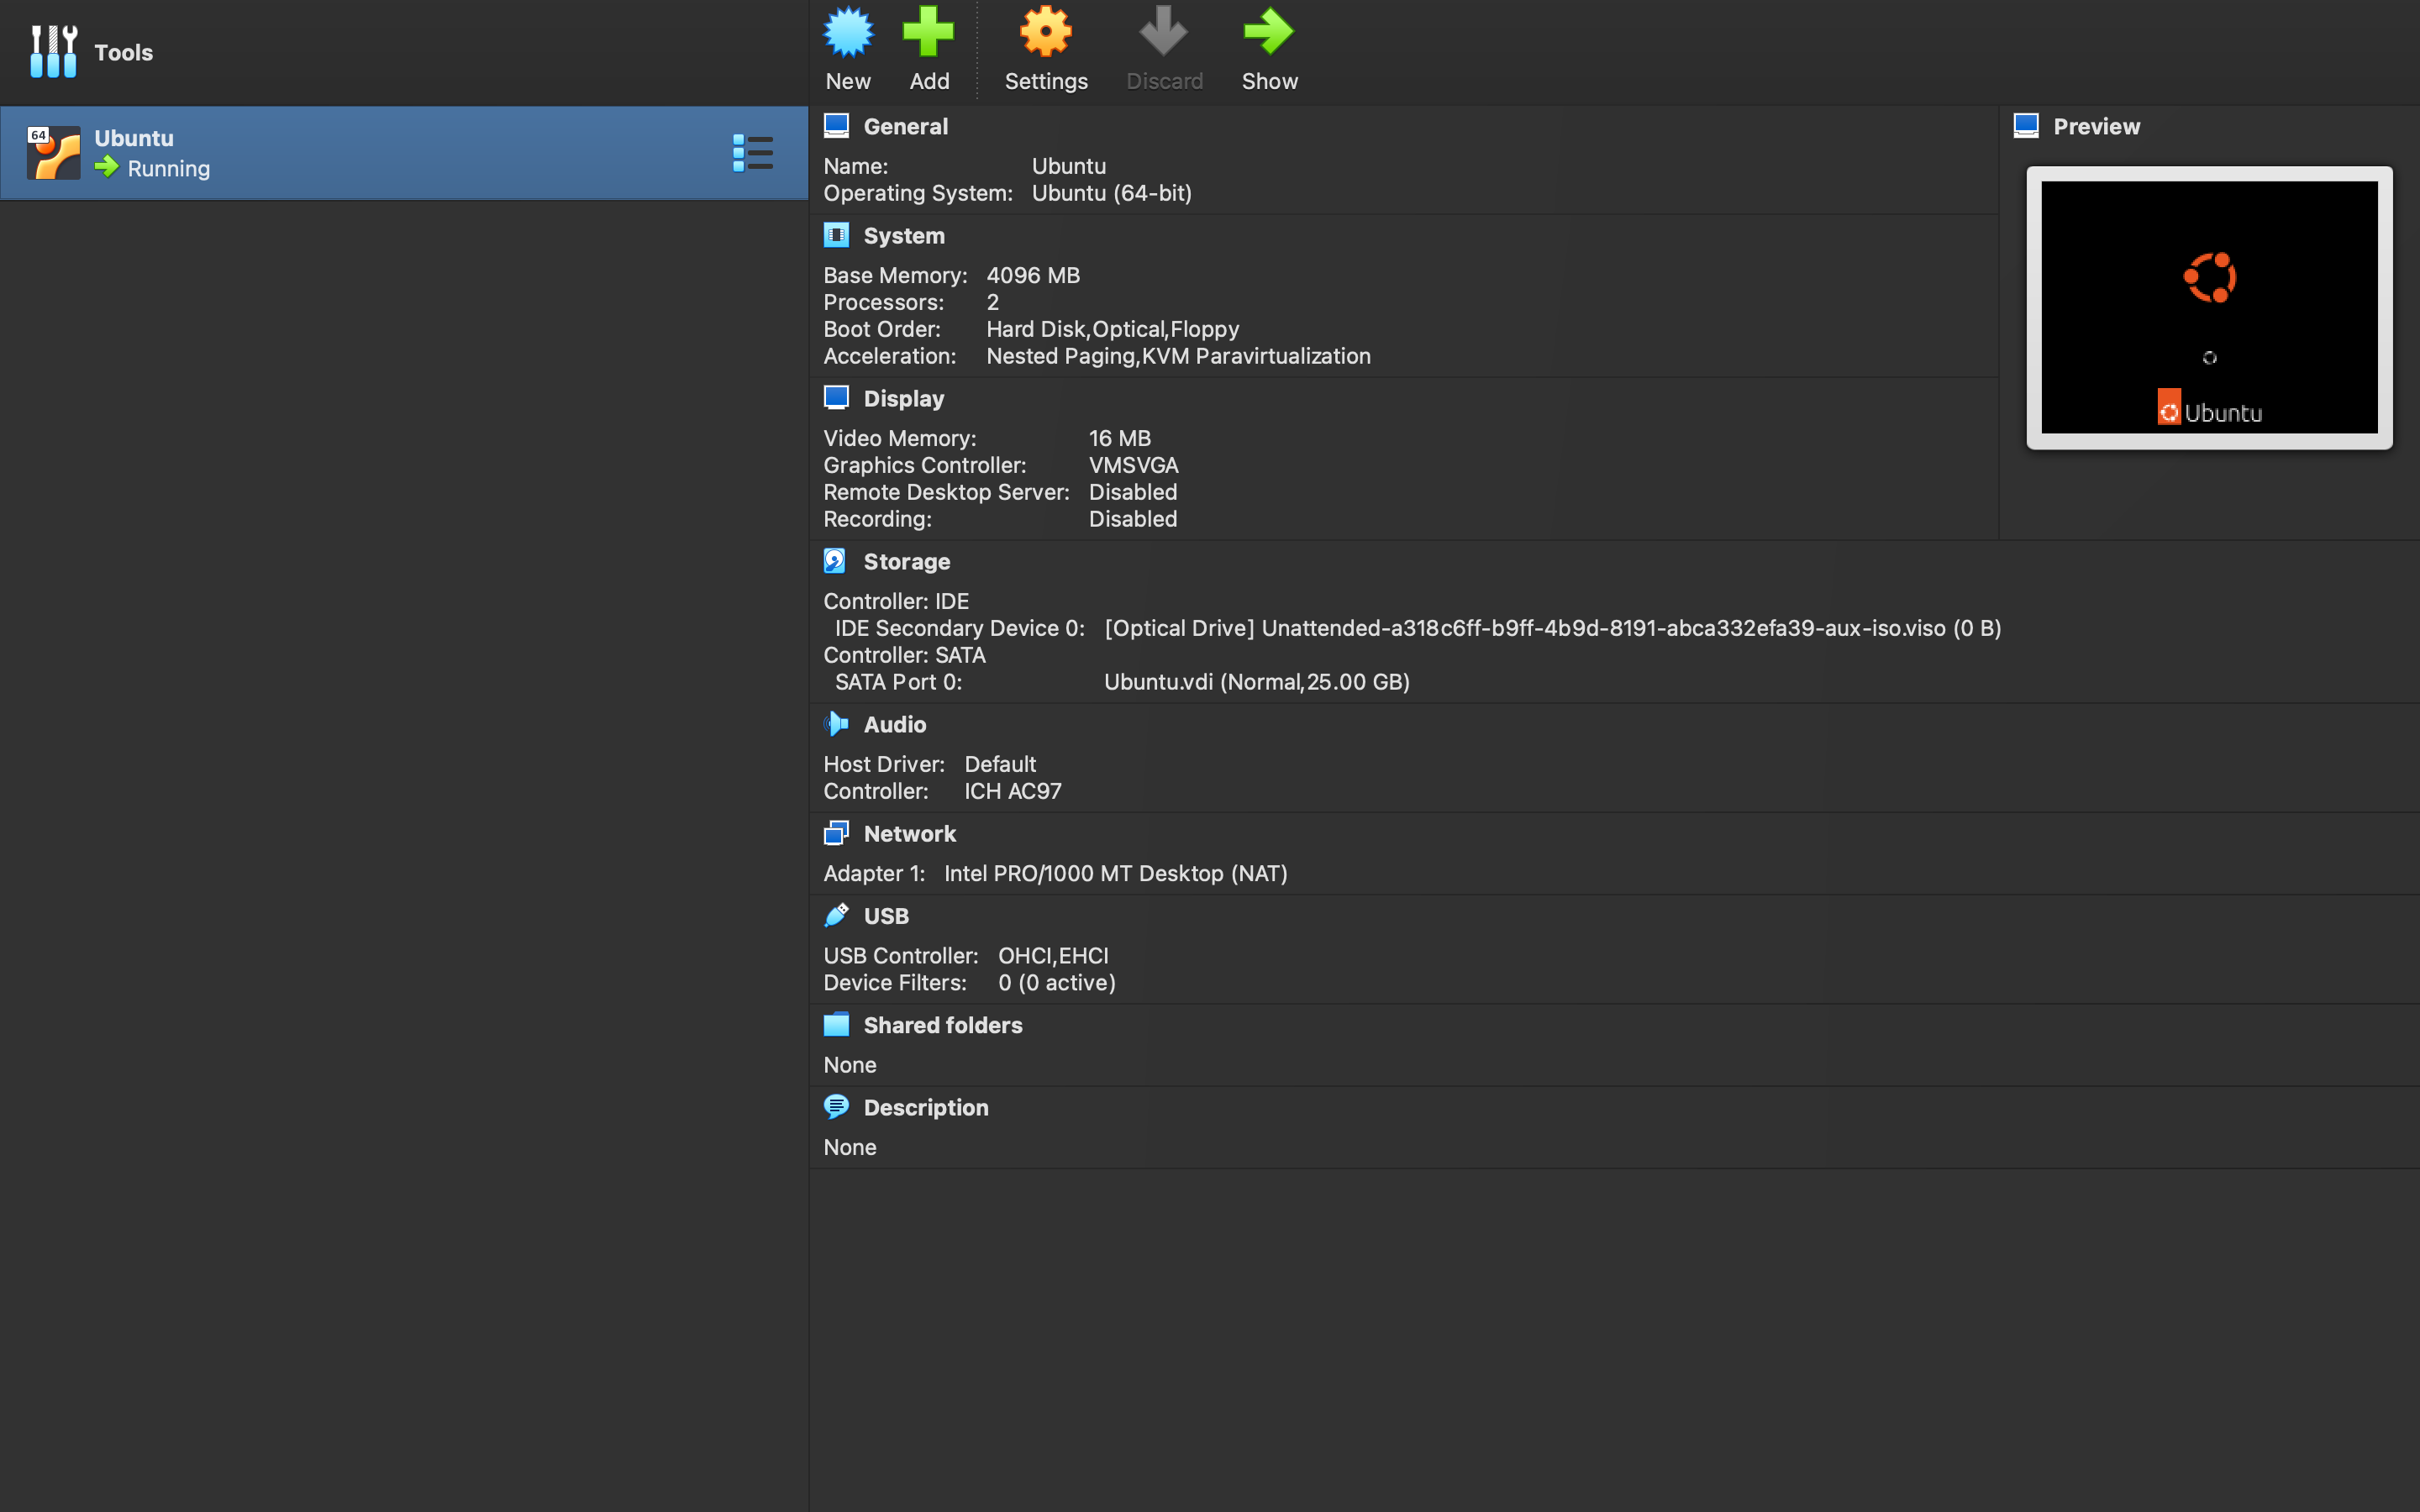 Tools
New Add Settings Discard Show
64
Ubuntu
Running
General
Name: Ubuntu
Operating System: Ubuntu (64-bit)
Preview
Ubuntu
System
Base Memory: 4096 MB
Processors: 2
Boot Order: Hard Disk,Optical,Floppy
Acceleration: Nested Paging,KVM Paravirtualization
Display
Video Memory: 16 MB
Graphics Controller: VMSVGA
Remote Desktop Server: Disabled
Recording: Disabled
Storage
Controller: IDE
IDE Secondary Device 0: [Optical Drive] Unattended-a318c6ff-b9ff-4b9d-8191-abca332efa39-aux-iso.viso (0 B)
Controller: SATA
SATA Port 0: Ubuntu.vdi (Normal,25.00 GB)
Audio
Host Driver: Default
Controller: ICH AC97
Network
Adapter 1: Intel PRO/1000 MT Desktop (NAT)
USB
USB Controller: OHCI,EHCI
Device Filters: 0 (0 active)
Shared folders
None
Description
None